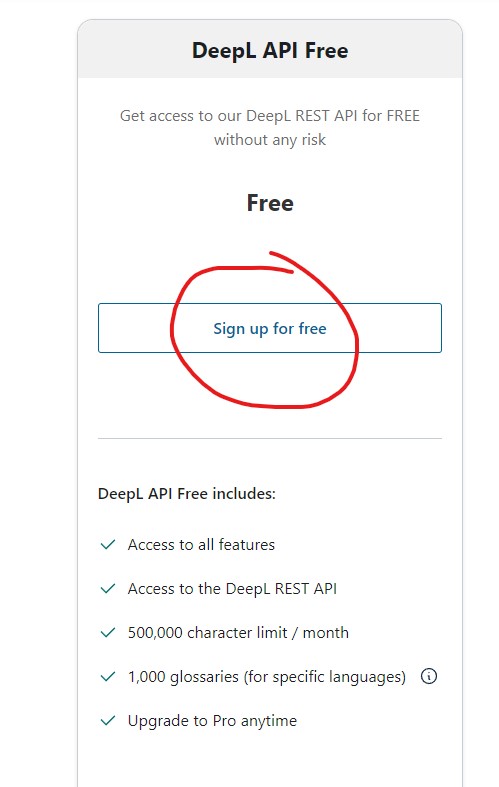 DeepL API Free
Get access to our DeepL REST API for FREE
without any risk
Free
Sign up for free
DeepL API Free includes:
Access to all features
Access to the DeepL REST API
500,000 character limit / month
1,000 glossaries (for specific languages)
Upgrade to Pro anytime